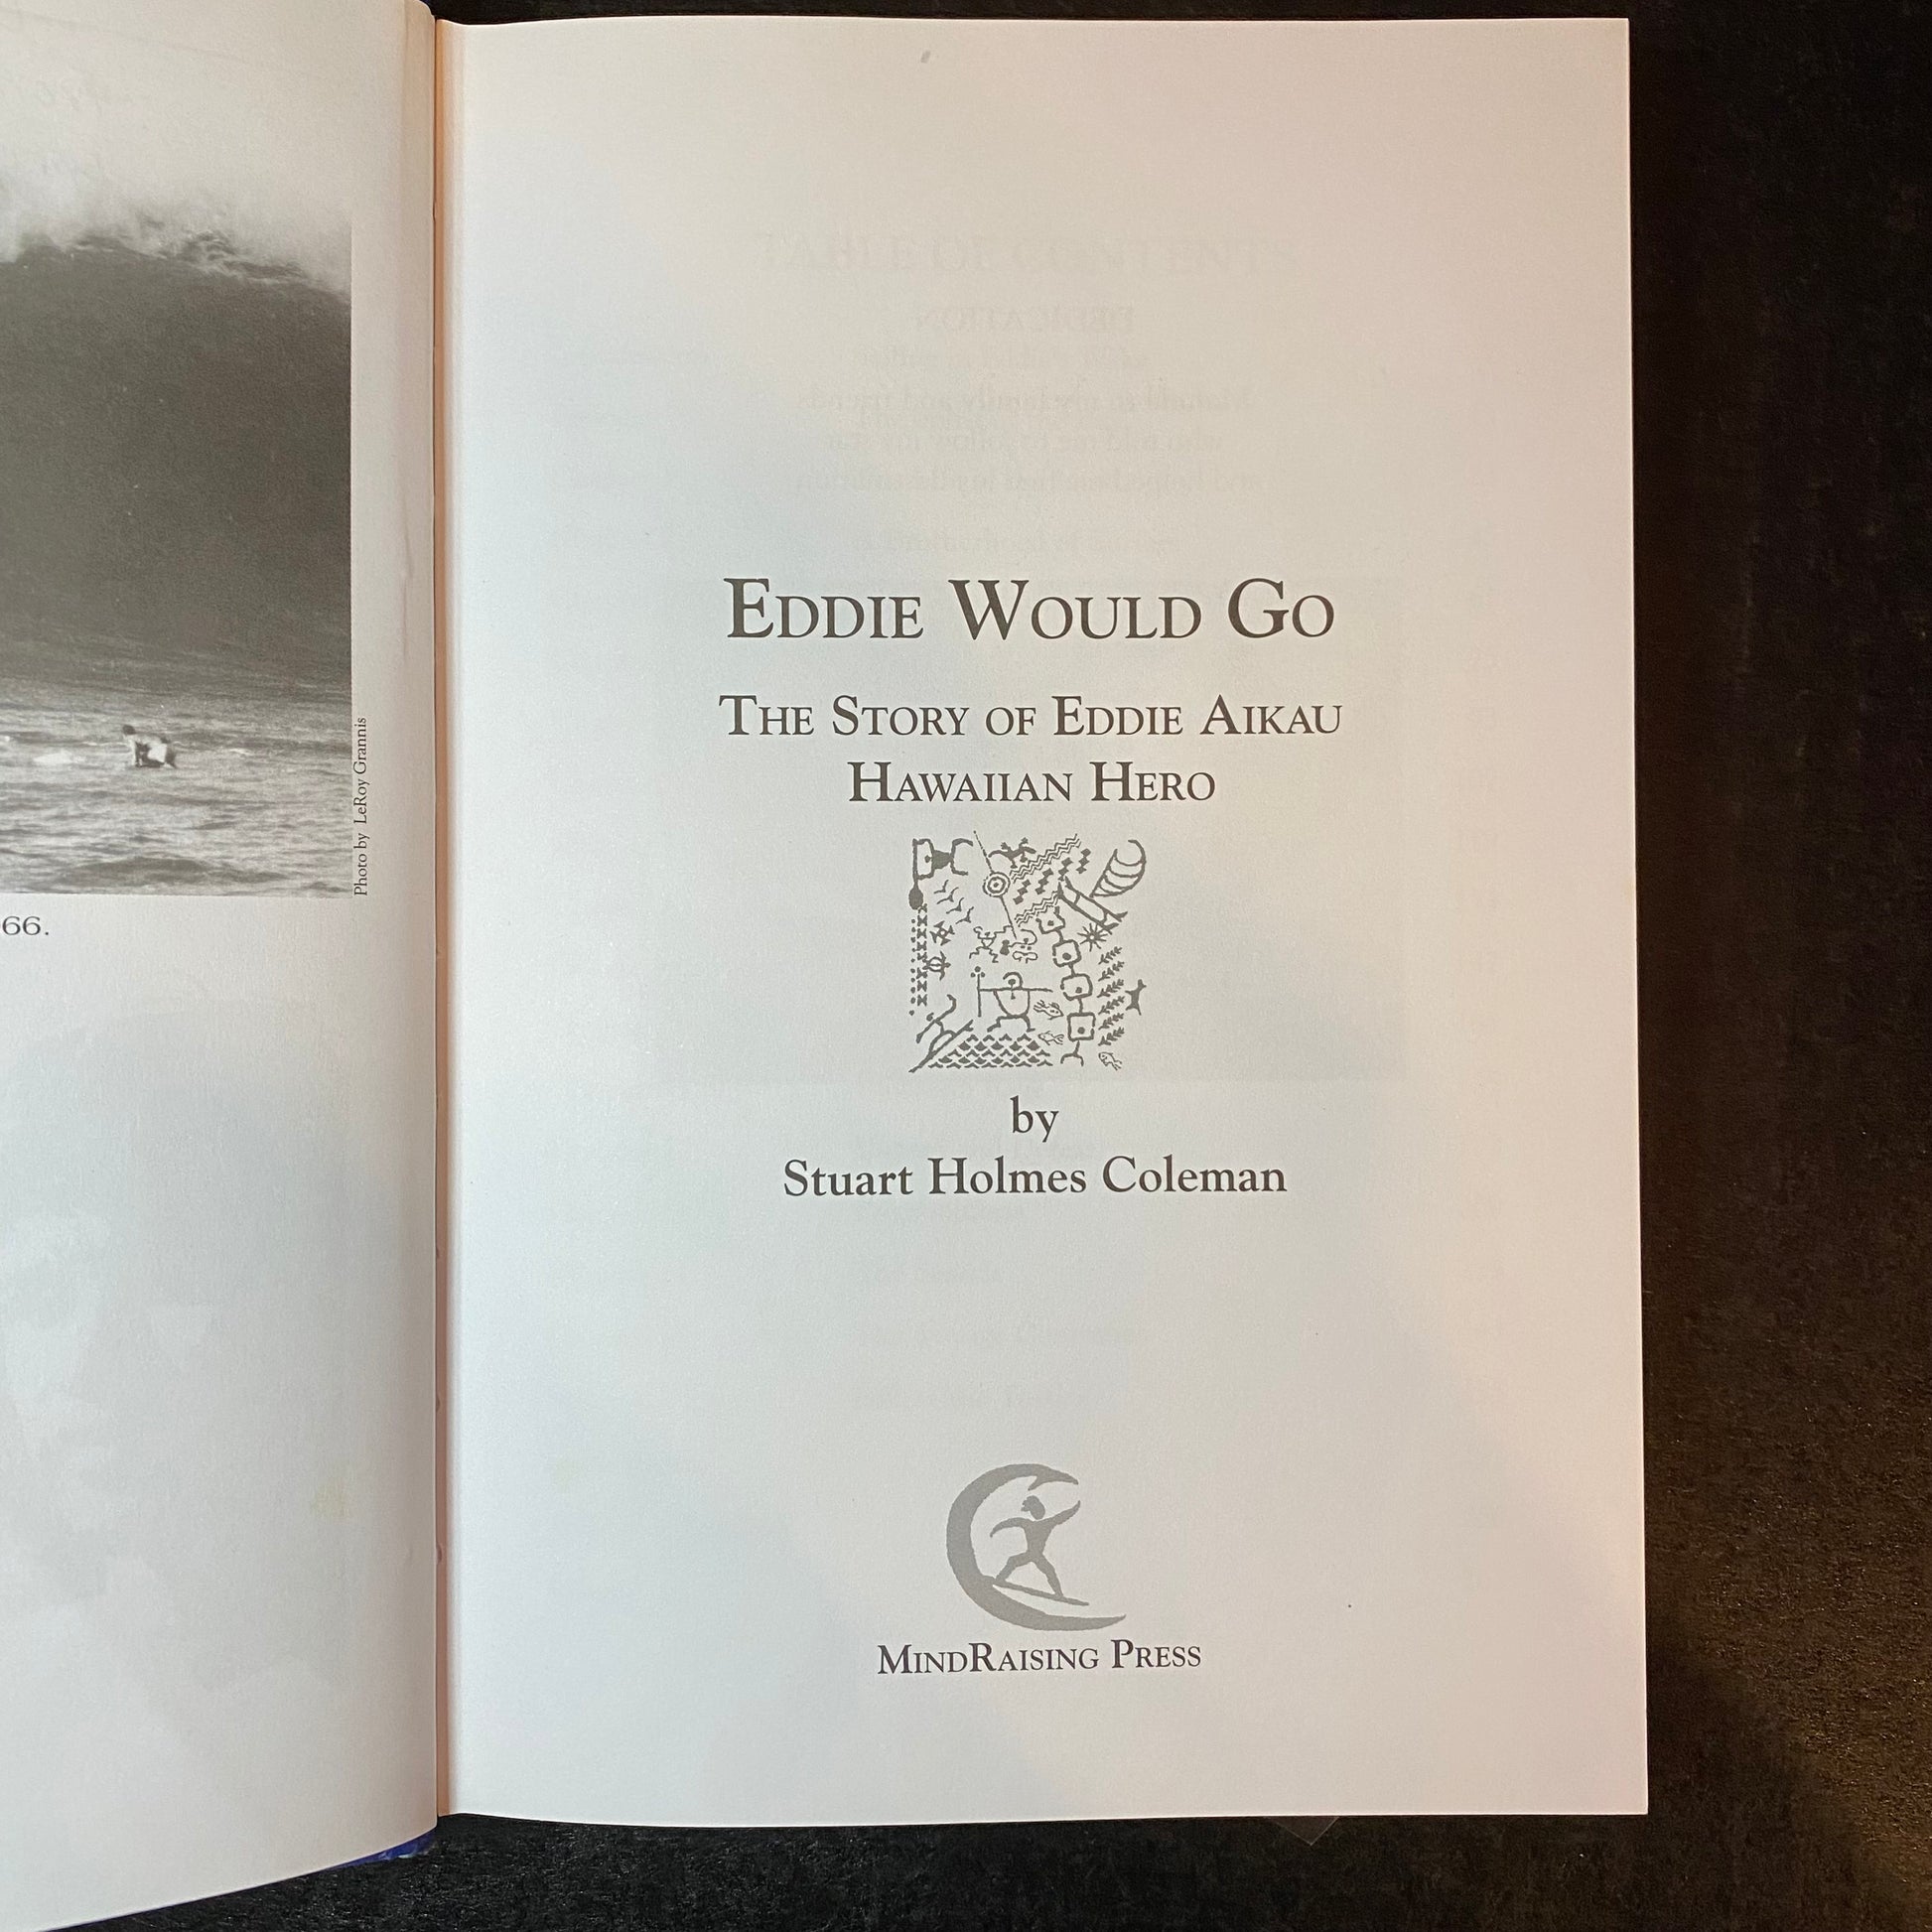 Photo by LeRoy Grannis
66.
EDDIE WOULD GO
THE STORY OF EDDIE AIKAU
HAWAIIAN HERO
by
Stuart Holmes Coleman
MINDRAISING PRESS